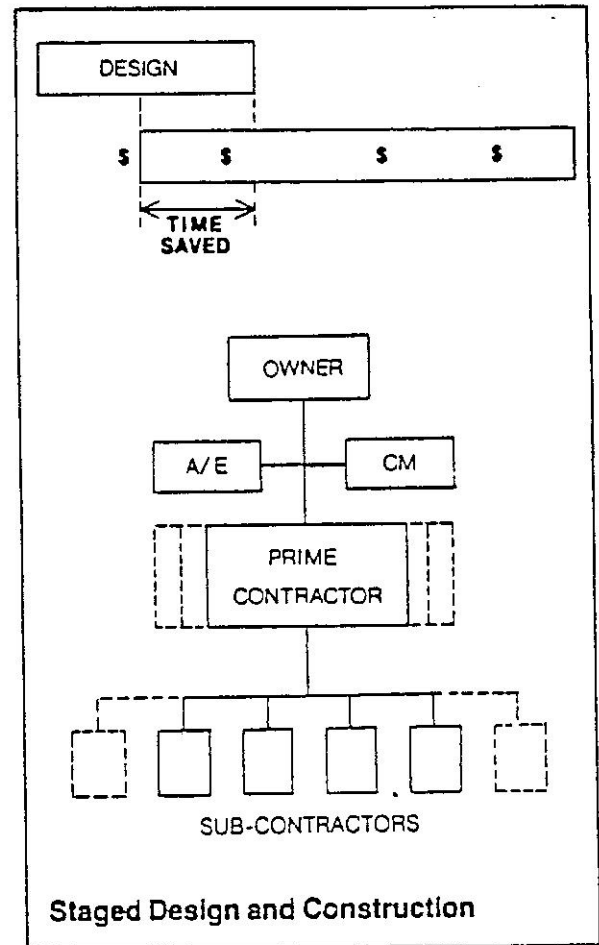 DESIGN
$ $ $ $
TIME
SAVED
OWNER
A/E CM
PRIME
CONTRACTOR
SUB-CONTRACTORS
Staged Design and Construction